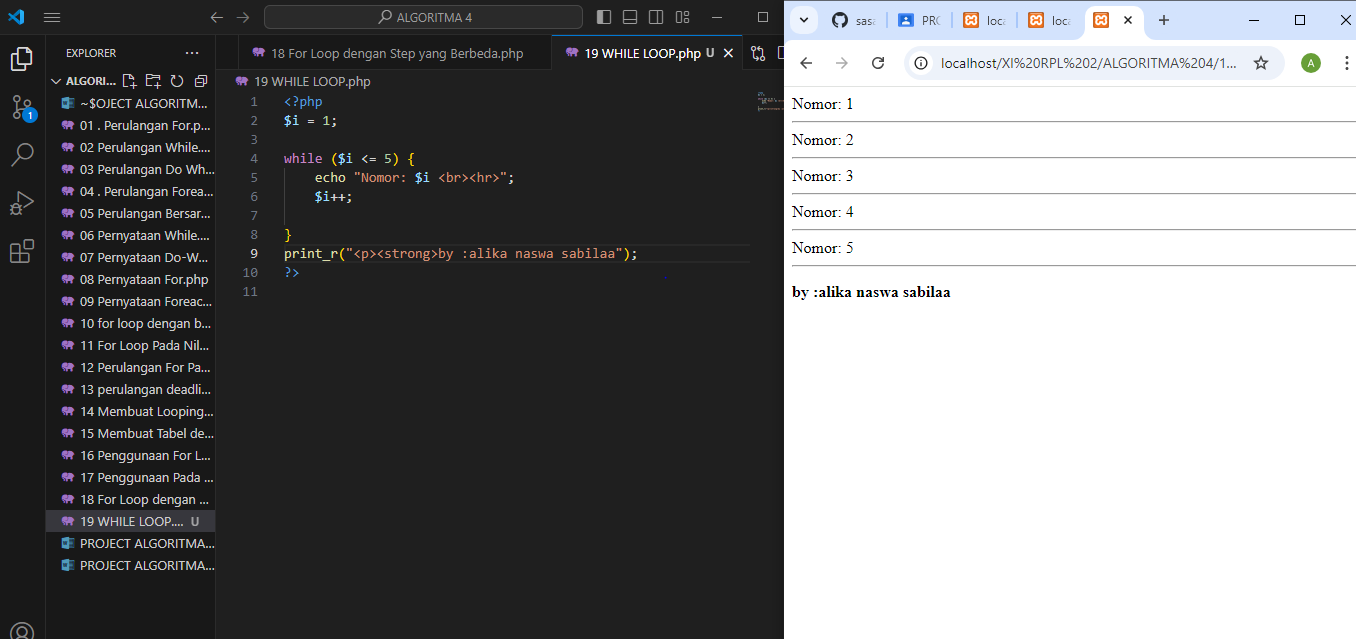 ALGORITMA 4
EXPLORER
ALGORI...
~$OJECT ALGORITM...
01 . Perulangan For.p...
02 Perulangan While....
03 Perulangan Do Wh...
04 . Perulangan Forea...
05 Perulangan Bersar...
06 Pernyataan While....
07 Pernyataan Do-W...
08 Pernyataan For.php
09 Pernyataan Foreac...
10 for loop dengan b...
11 For Loop Pada Nil...
12 Perulangan For Pa...
13 perulangan deadli...
14 Membuat Looping...
15 Membuat Tabel de...
16 Penggunaan For L...
17 Penggunaan Pada ...
18 For Loop dengan ...
19 WHILE LOOP.... U
PROJECT ALGORITMA...
PROJECT ALGORITMA...
1
18 For Loop dengan Step yang Berbeda.php
19 WHILE LOOP.php U
19 WHILE LOOP.php
1 <?php
2 $i = 1;
3
4 while ($i <= 5) {
5 echo "Nomor: $i <br><hr>";
6 $i++;
7
8 }
9 print_r("<p><strong>by :alika naswa sabilaa");
10 ?>
11
sasa
PRO
loca
loca
localhost/XI%20RPL%202/ALGORITMA%204/1...
A
Nomor: 1
Nomor: 2
Nomor: 3
Nomor: 4
Nomor: 5
by :alika naswa sabilaa